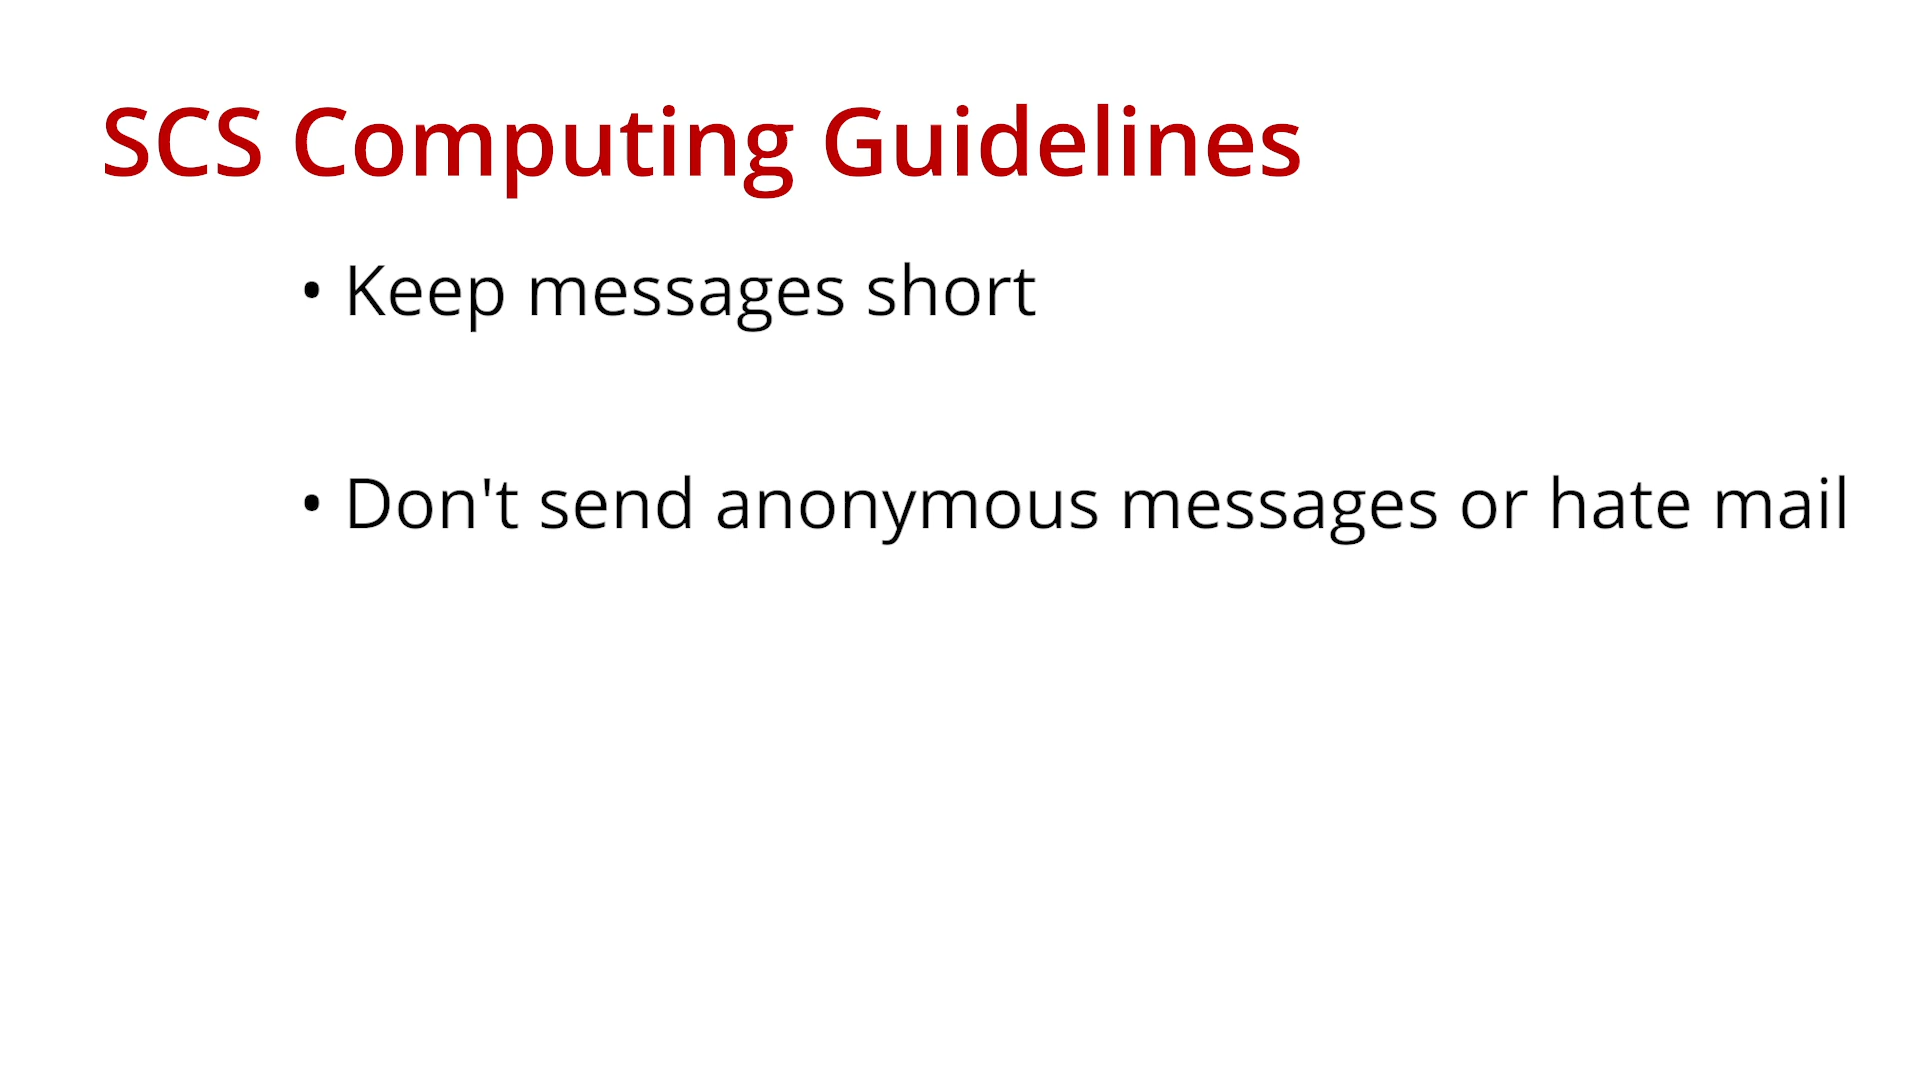 SCS Computing Guidelines
• Keep messages short
• Don't send anonymous messages or hate mail